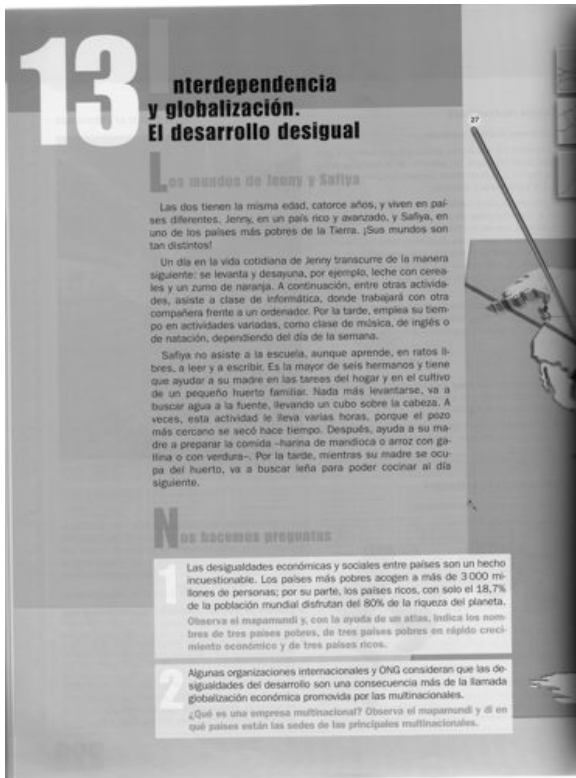 13
Interdependencia
y globalización.
El desarrollo desigual
27
Los mundos de Jenny y Safiya
Las dos tienen la misma edad, catorce años, y viven en paí-
ses diferentes. Jenny, en un país rico y avanzado, y Safiya, en
uno de los países más pobres de la Tierra. ¡Sus mundos son
tan distintos!
Un día en la vida cotidiana de Jenny transcurre de la manera
siguiente: se levanta y desayuna, por ejemplo, leche con cerea-
les y un zumo de naranja. A continuación, entre otras activida-
des, asiste a clase de informática, donde trabajará con otra
compañera frente a un ordenador. Por la tarde, emplea su tiem-
po en actividades variadas, como clase de música, de inglés o
de natación, dependiendo del día de la semana.
Safiya no asiste a la escuela, aunque aprende, en ratos li-
bres, a leer y a escribir. Es la mayor de seis hermanos y tiene
que ayudar a su madre en las tareas del hogar y en el cultivo
de un pequeño huerto familiar. Nada más levantarse, va a
buscar agua a la fuente, llevando un cubo sobre la cabeza. A
veces, esta actividad le lleva varias horas, porque el pozo
más cercano se secó hace tiempo. Después, ayuda a su ma-
dre a preparar la comida –harina de mandioca o arroz con ga-
llina o con verdura–. Por la tarde, mientras su madre se ocu-
pa del huerto, va a buscar leña para poder cocinar al día
siguiente.
Nos hacemos preguntas
1
Las desigualdades económicas y sociales entre países son un hecho
incuestionable. Los países más pobres acogen a más de 3 000 mi-
llones de personas; por su parte, los países ricos, con solo el 18,7%
de la población mundial disfrutan del 80% de la riqueza del planeta.
Observa el mapamundi y, con la ayuda de un atlas, indica los nom-
bres de tres países pobres, de tres países pobres en rápido creci-
miento económico y de tres países ricos.
2
Algunas organizaciones internacionales y ONG consideran que las de-
sigualdades del desarrollo son una consecuencia más de la llamada
globalización económica promovida por las multinacionales.
¿Qué es una empresa multinacional? Observa el mapamundi y di en
qué países están las sedes de las principales multinacionales.